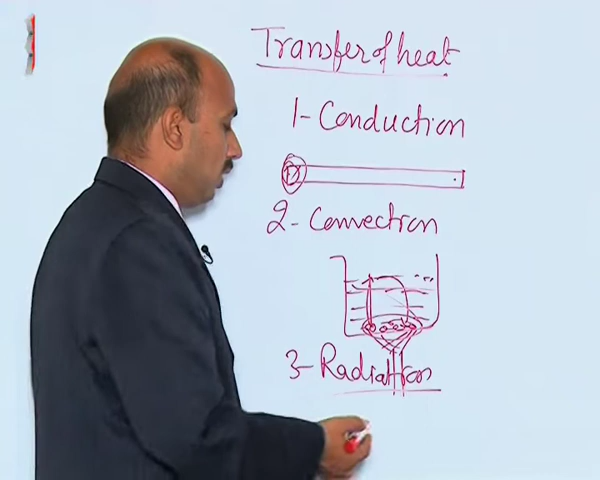 Transfer of heat
1- Conduction
2- Convection
3- Radiation